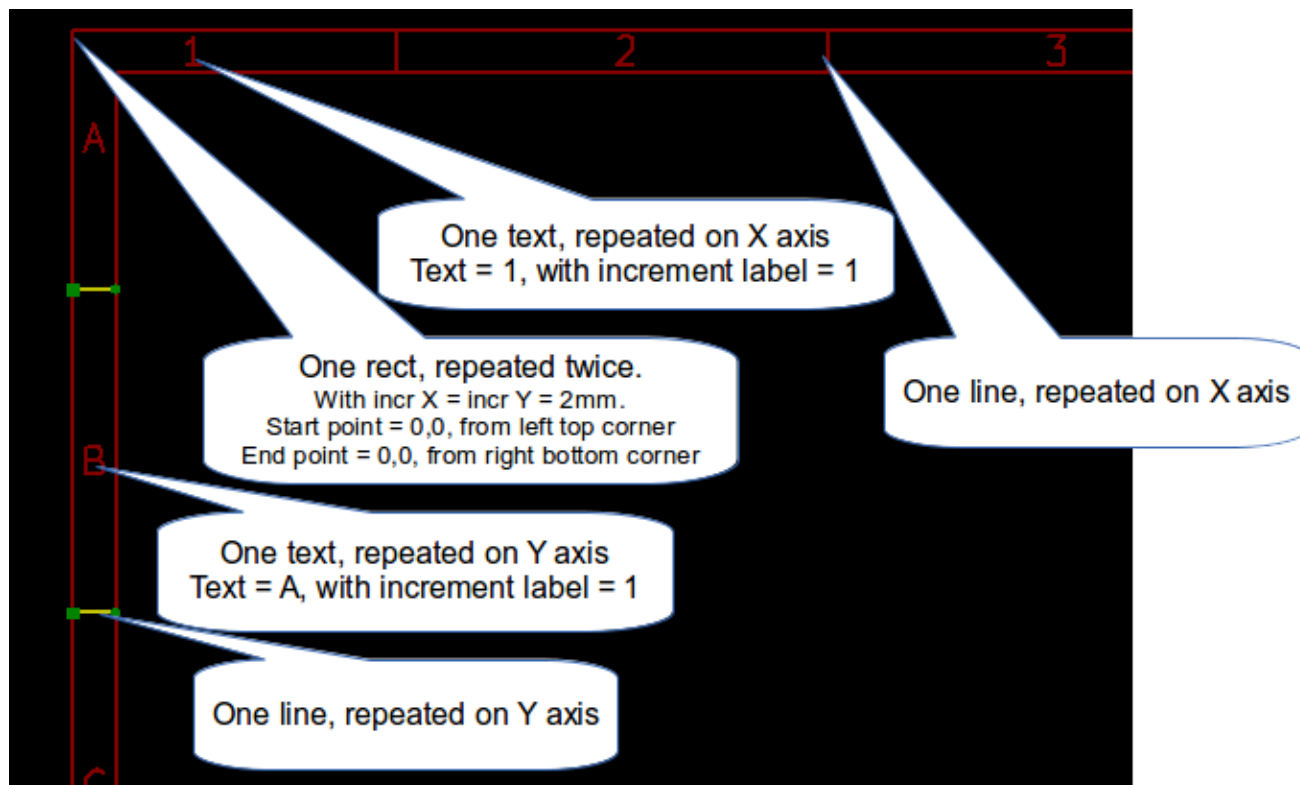 1
2
3
A
One text, repeated on X axis
Text = 1, with increment label = 1
One rect, repeated twice.
With incr X = incr Y = 2mm.
Start point = 0,0, from left top corner
End point = 0,0, from right bottom corner
One line, repeated on X axis
B
One text, repeated on Y axis
Text = A, with increment label = 1
One line, repeated on Y axis
C